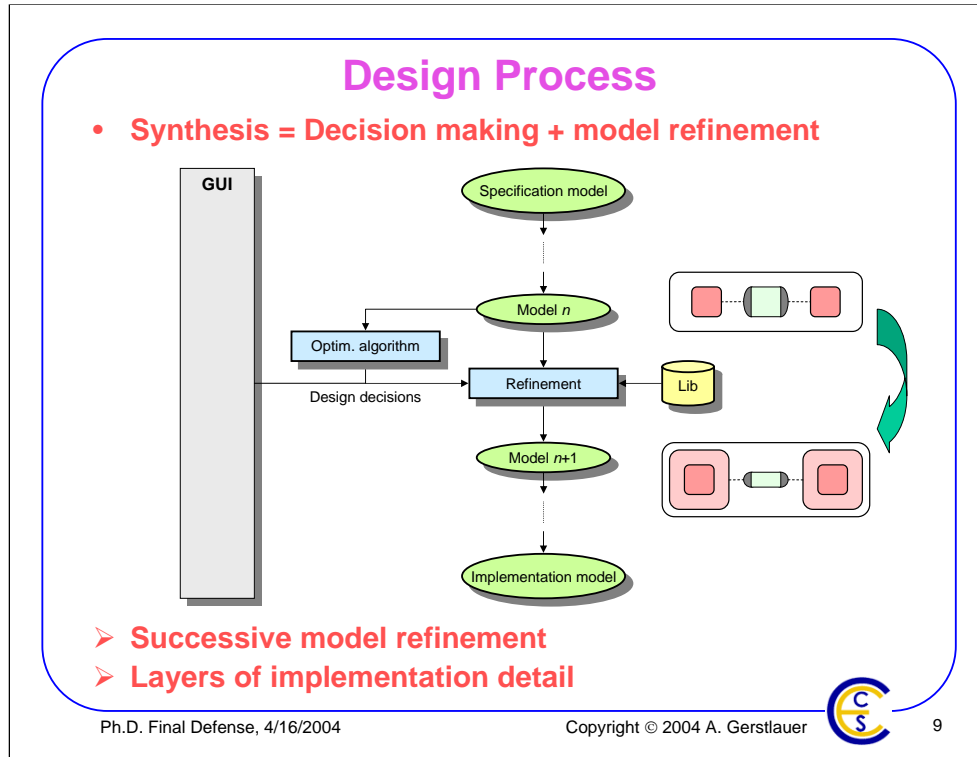 Design Process
• Synthesis = Decision making + model refinement
GUI
Specification model
Model n
Optim. algorithm
Design decisions
Refinement
Lib
Model n+1
Implementation model
➢ Successive model refinement
➢ Layers of implementation detail
Ph.D. Final Defense, 4/16/2004
Copyright © 2004 A. Gerstlauer
C
E
S
9